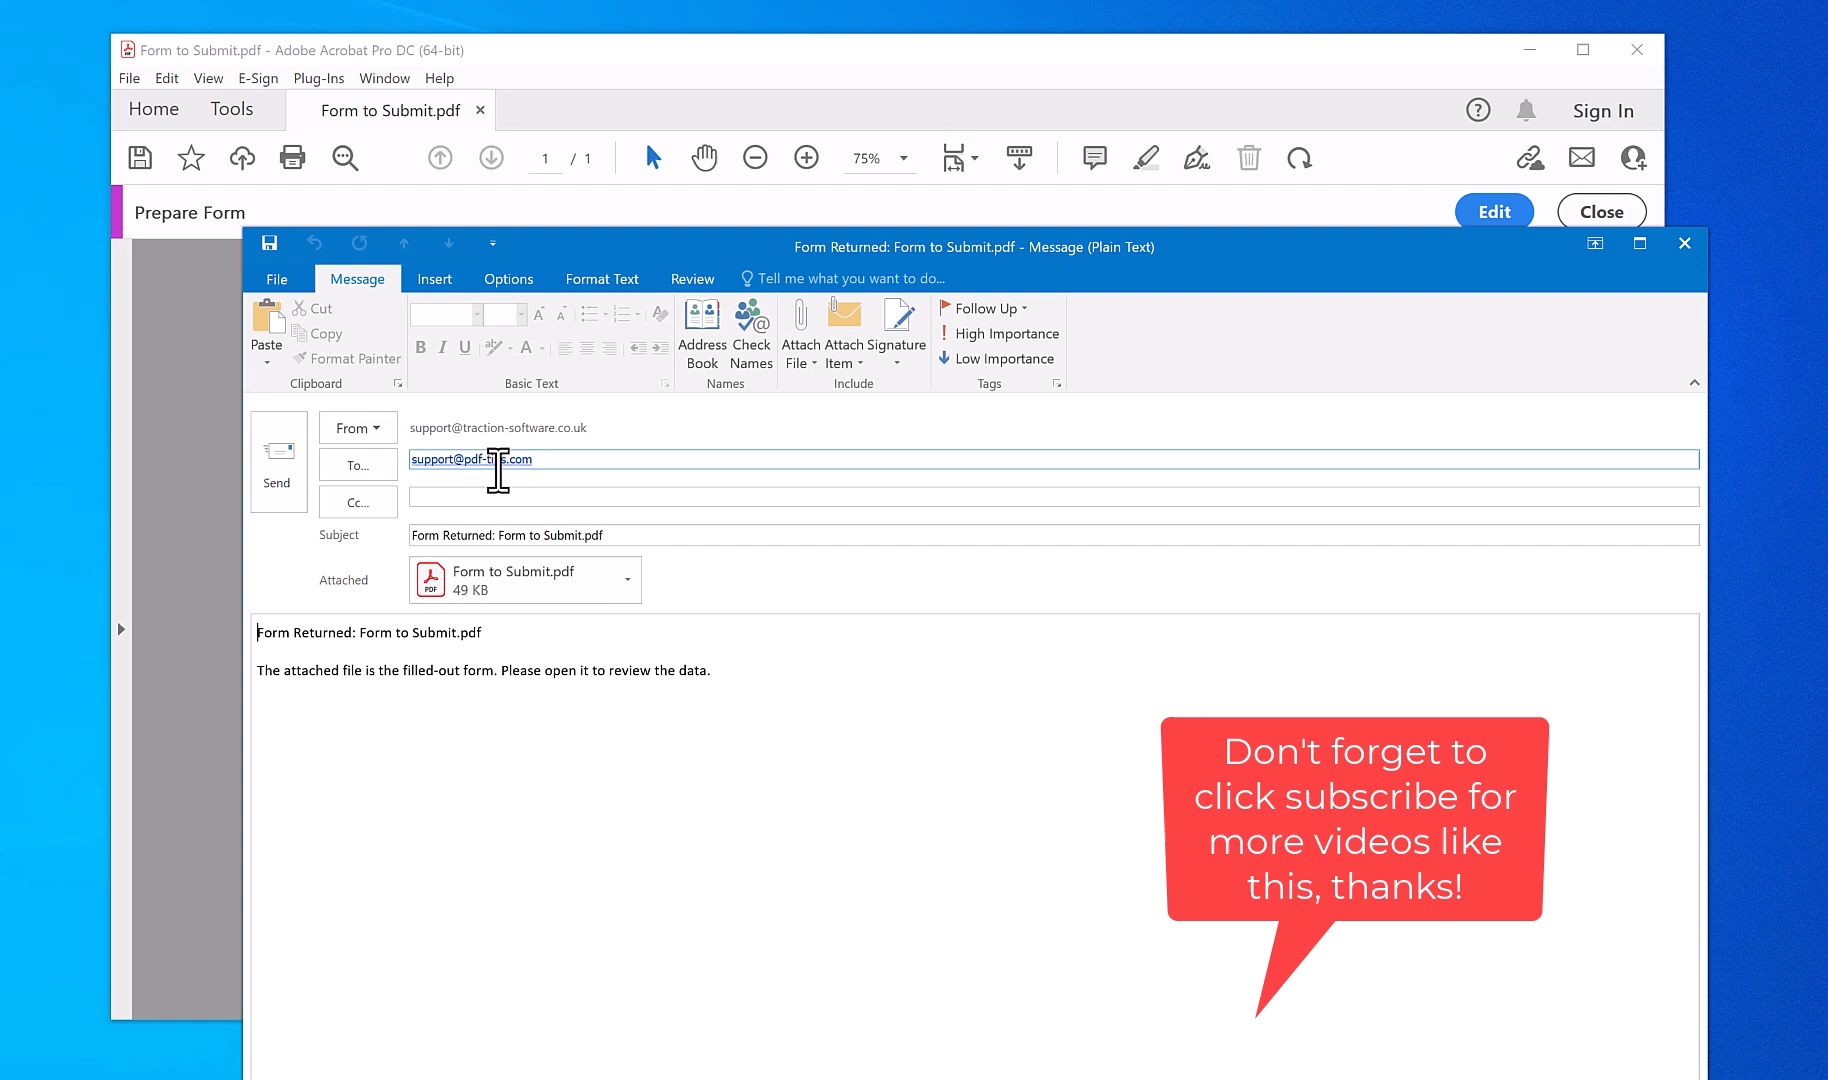 Form to Submit.pdf - Adobe Acrobat Pro DC (64-bit)
File Edit View E-Sign Plug-Ins Window Help
Home Tools Form to Submit.pdf × Sign In
1 / 1 75%
Prepare Form Edit Close
Form Returned: Form to Submit.pdf - Message (Plain Text)
File Message Insert Options Format Text Review Tell me what you want to do...
Cut
Copy
Format Painter
Paste
Clipboard
B I U
Basic Text
Address Book
Check Names
Names
Attach File
Attach Item
Signature
Include
Follow Up
High Importance
Low Importance
Tags
Send
From support@traction-software.co.uk
To...
Cc...
Subject Form Returned: Form to Submit.pdf
Attached Form to Submit.pdf
49 KB
PDF
Form Returned: Form to Submit.pdf
The attached file is the filled-out form. Please open it to review the data.
Don't forget to
click subscribe for
more videos like
this, thanks!